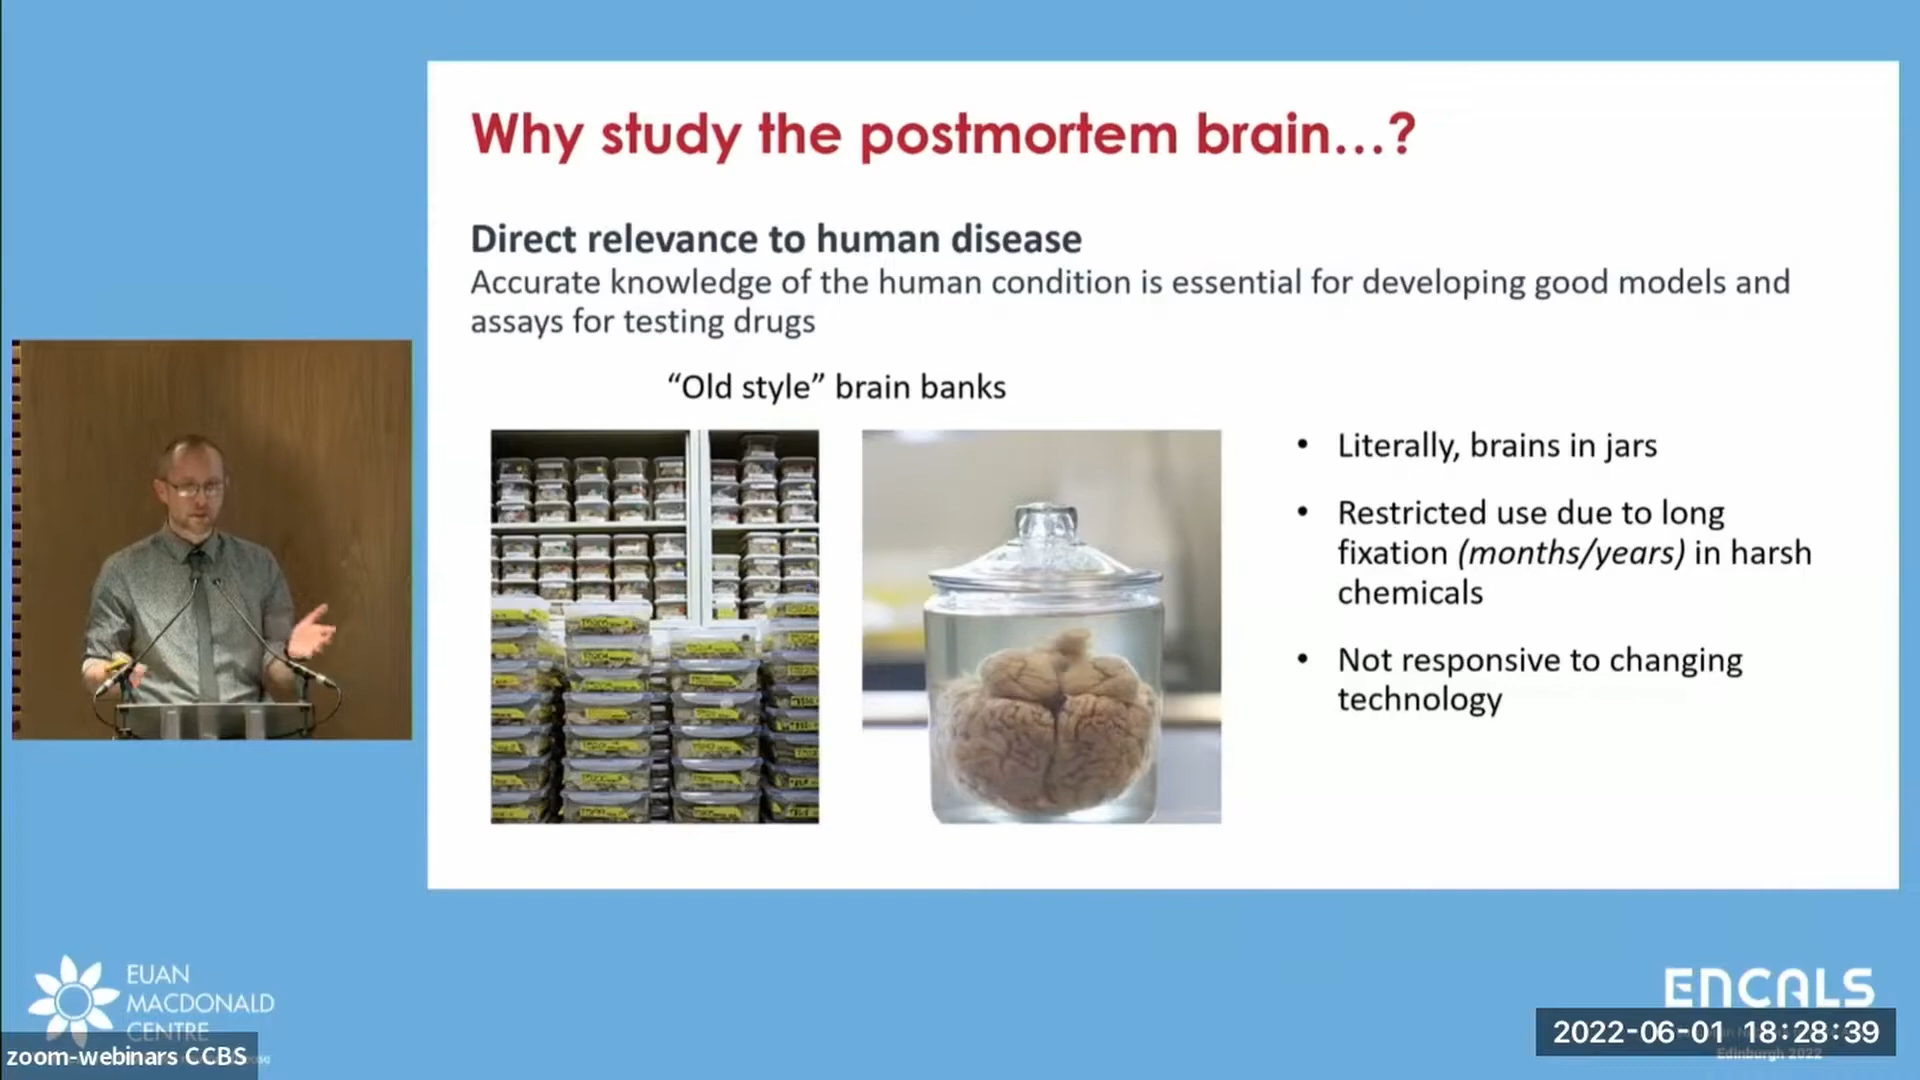 Why study the postmortem brain...?
Direct relevance to human disease
Accurate knowledge of the human condition is essential for developing good models and
assays for testing drugs
“Old style” brain banks
• Literally, brains in jars
• Restricted use due to long
fixation (months/years) in harsh
chemicals
• Not responsive to changing
technology
EUAN
MACDONALD
CENTRE
zoom-webinars CCBS
ENCALS
2022-06-01 18:28:39
Edinburgh 2022